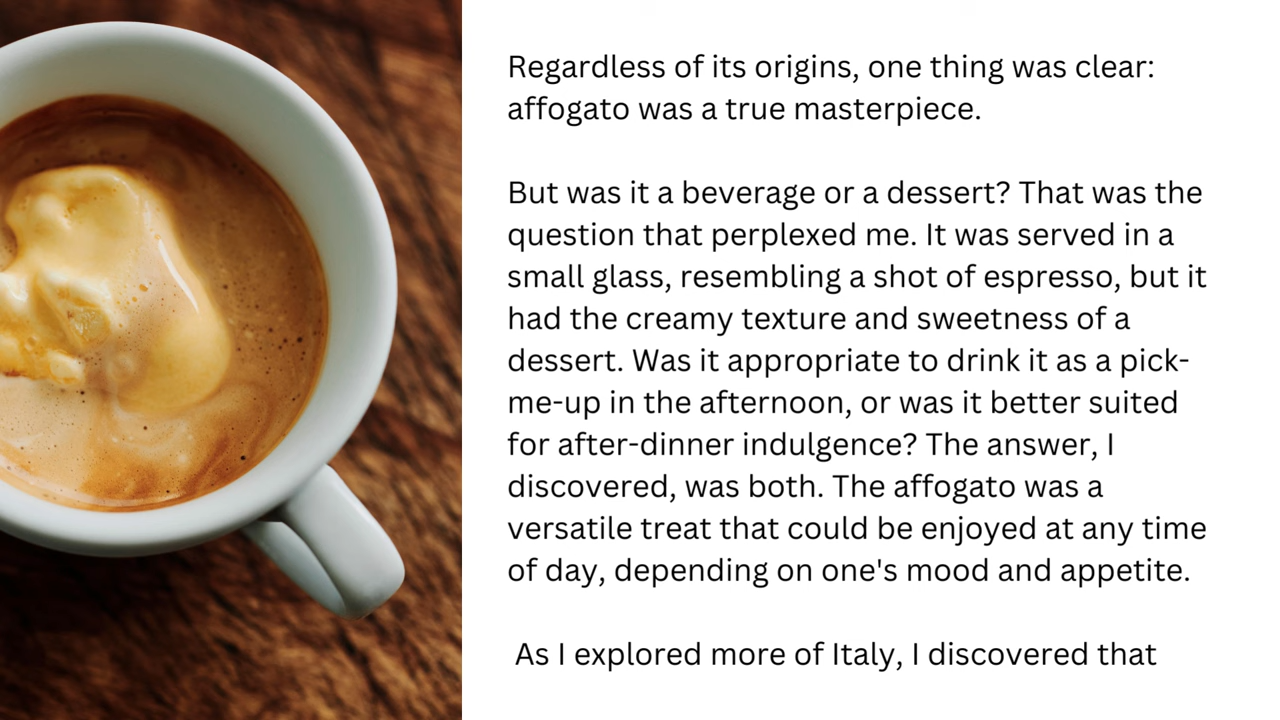 Regardless of its origins, one thing was clear:
affogato was a true masterpiece.
But was it a beverage or a dessert? That was the
question that perplexed me. It was served in a
small glass, resembling a shot of espresso, but it
had the creamy texture and sweetness of a
dessert. Was it appropriate to drink it as a pick-
me-up in the afternoon, or was it better suited
for after-dinner indulgence? The answer, I
discovered, was both. The affogato was a
versatile treat that could be enjoyed at any time
of day, depending on one's mood and appetite.
As I explored more of Italy, I discovered that